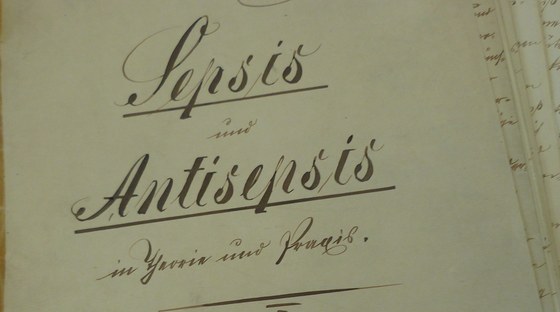 Sepsis
und
Antisepsis
in Theorie und Praxis.